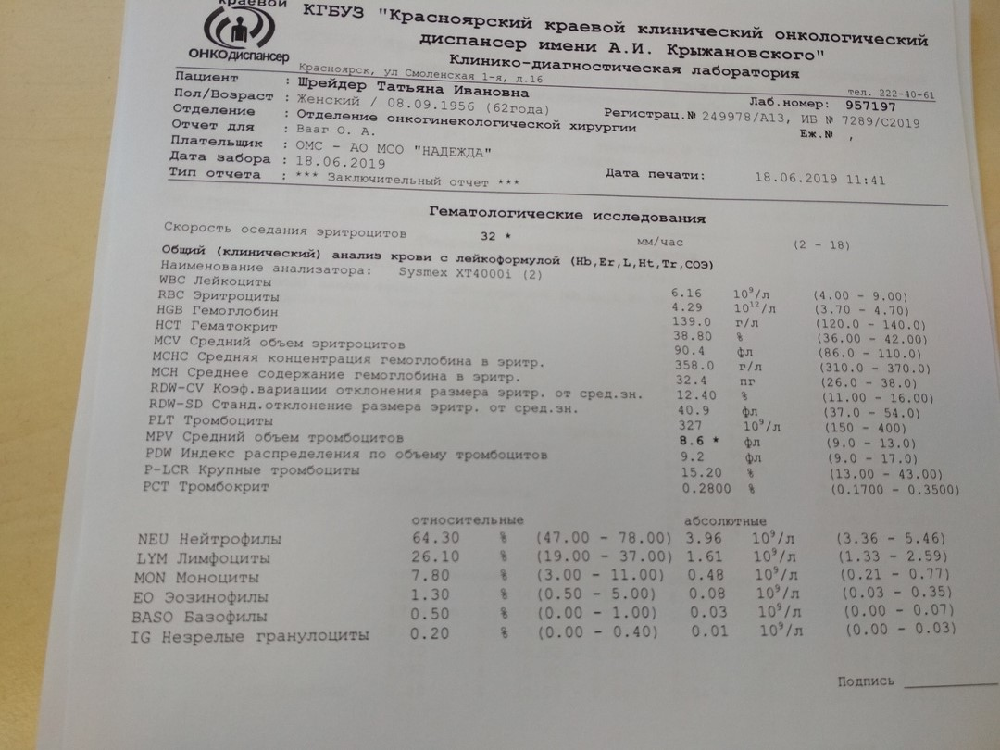 краевой
ОНКОдиспансер
КГБУЗ "Красноярский краевой клинический онкологический
диспансер имени А.И. Крыжановского"
Клинико-диагностическая лаборатория
Красноярск, ул Смоленская 1-я, д.16 тел. 222-40-61
Пациент : Шрейдер Татьяна Ивановна Лаб.номер: 957197
Пол/Возраст : Женский / 08.09.1956 (62года) Регистрац.№ 249978/А13, ИБ № 7289/С2019
Отделение : Отделение онкогинекологической хирургии Еж.№ ,
Отчет для : Вааг О. А.
Плательщик : ОМС - АО МСО "НАДЕЖДА"
Дата забора : 18.06.2019 Дата печати: 18.06.2019 11:41
Тип отчета : *** Заключительный отчет ***
Гематологические исследования
Скорость оседания эритроцитов 32 * мм/час (2 - 18)
Общий (клинический) анализ крови с лейкоформулой (Hb,Er,L,Ht,Tr,СОЭ)
Наименование анализатора: Sysmex XT4000i (2)
WBC Лейкоциты 6.16 10⁹/л (4.00 - 9.00)
RBC Эритроциты 4.29 10¹²/л (3.70 - 4.70)
HGB Гемоглобин 139.0 г/л (120.0 - 140.0)
HCT Гематокрит 38.80 % (36.00 - 42.00)
MCV Средний объем эритроцитов 90.4 фл (86.0 - 110.0)
MCHC Средняя концентрация гемоглобина в эритр. 358.0 г/л (310.0 - 370.0)
MCH Среднее содержание гемоглобина в эритр. 32.4 пг (26.0 - 38.0)
RDW-CV Коэф.вариации отклонения размера эритр. от сред.зн. 12.40 % (11.00 - 16.00)
RDW-SD Станд.отклонение размера эритр. от сред.зн. 40.9 фл (37.0 - 54.0)
PLT Тромбоциты 327 10⁹/л (150 - 400)
MPV Средний объем тромбоцитов 8.6 * фл (9.0 - 13.0)
PDW Индекс распределения по объему тромбоцитов 9.2 фл (9.0 - 17.0)
P-LCR Крупные тромбоциты 15.20 % (13.00 - 43.00)
PCT Тромбокрит 0.2800 % (0.1700 - 0.3500)
относительные абсолютные
NEU Нейтрофилы 64.30 % (47.00 - 78.00) 3.96 10⁹/л (3.36 - 5.46)
LYM Лимфоциты 26.10 % (19.00 - 37.00) 1.61 10⁹/л (1.33 - 2.59)
MON Моноциты 7.80 % (3.00 - 11.00) 0.48 10⁹/л (0.21 - 0.77)
EO Эозинофилы 1.30 % (0.50 - 5.00) 0.08 10⁹/л (0.03 - 0.35)
BASO Базофилы 0.50 % (0.00 - 1.00) 0.03 10⁹/л (0.00 - 0.07)
IG Незрелые гранулоциты 0.20 % (0.00 - 0.40) 0.01 10⁹/л (0.00 - 0.03)
Подпись